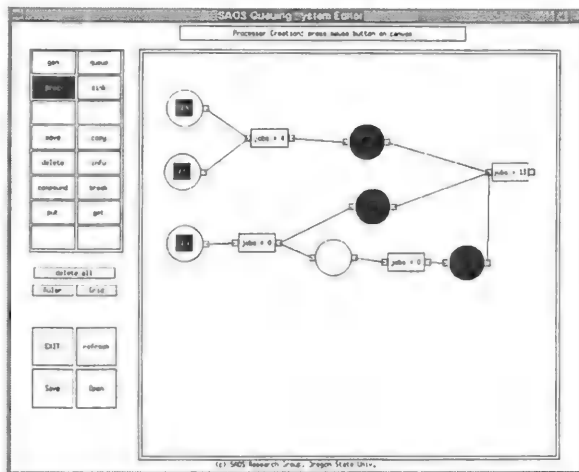 SAOS Queuing System Editor
Processor Creation: press mouse button on canvas
gen queue
proc sink
move copy
delete info
compound break
put get
delete all
Ruler Grid
EXIT refresh
Save Open
jobs = 4
jobs = 11
jobs = 0
jobs = 0
(c) SAOS Research Group, Oregon State Univ.